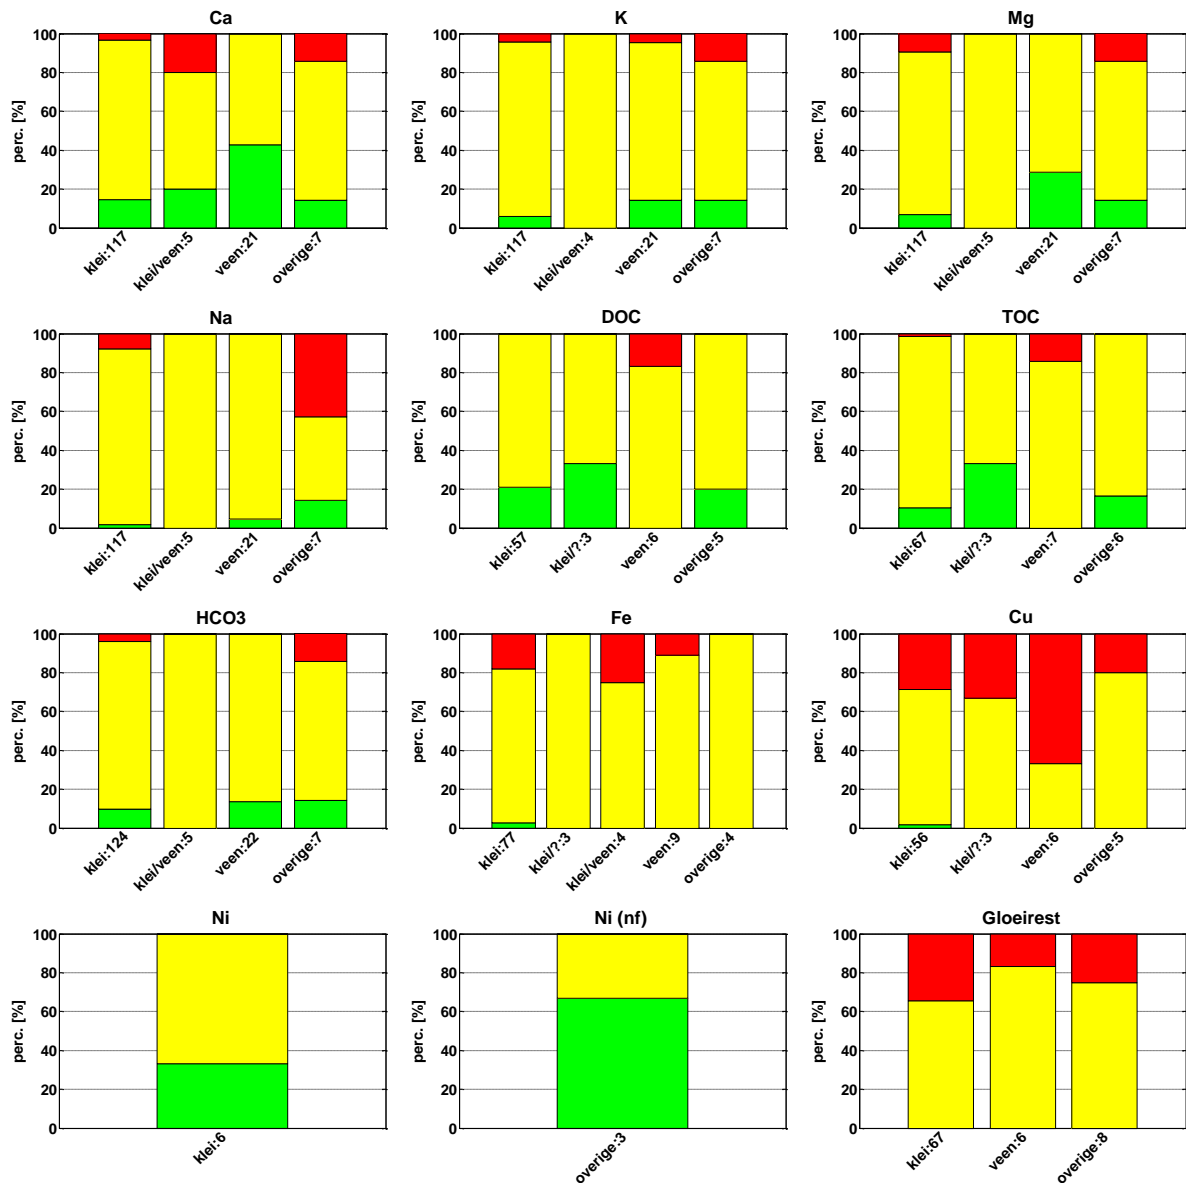 Ca
K
Mg
perc. [%]
100
80
60
40
20
0
klei:117
klei/veen:5
veen:21
overige:7
perc. [%]
100
80
60
40
20
0
klei:117
klei/veen:4
veen:21
overige:7
perc. [%]
100
80
60
40
20
0
klei:117
klei/veen:5
veen:21
overige:7
Na
DOC
TOC
perc. [%]
100
80
60
40
20
0
klei:117
klei/veen:5
veen:21
overige:7
perc. [%]
100
80
60
40
20
0
klei:57
klei/?:3
veen:6
overige:5
perc. [%]
100
80
60
40
20
0
klei:67
klei/?:3
veen:7
overige:6
HCO3
Fe
Cu
perc. [%]
100
80
60
40
20
0
klei:124
klei/veen:5
veen:22
overige:7
perc. [%]
100
80
60
40
20
0
klei:77
klei/?:3
klei/veen:4
veen:9
overige:4
perc. [%]
100
80
60
40
20
0
klei:56
klei/?:3
veen:6
overige:5
Ni
Ni (nf)
Gloeirest
perc. [%]
100
80
60
40
20
0
klei:6
perc. [%]
100
80
60
40
20
0
overige:3
perc. [%]
100
80
60
40
20
0
klei:67
veen:6
overige:8